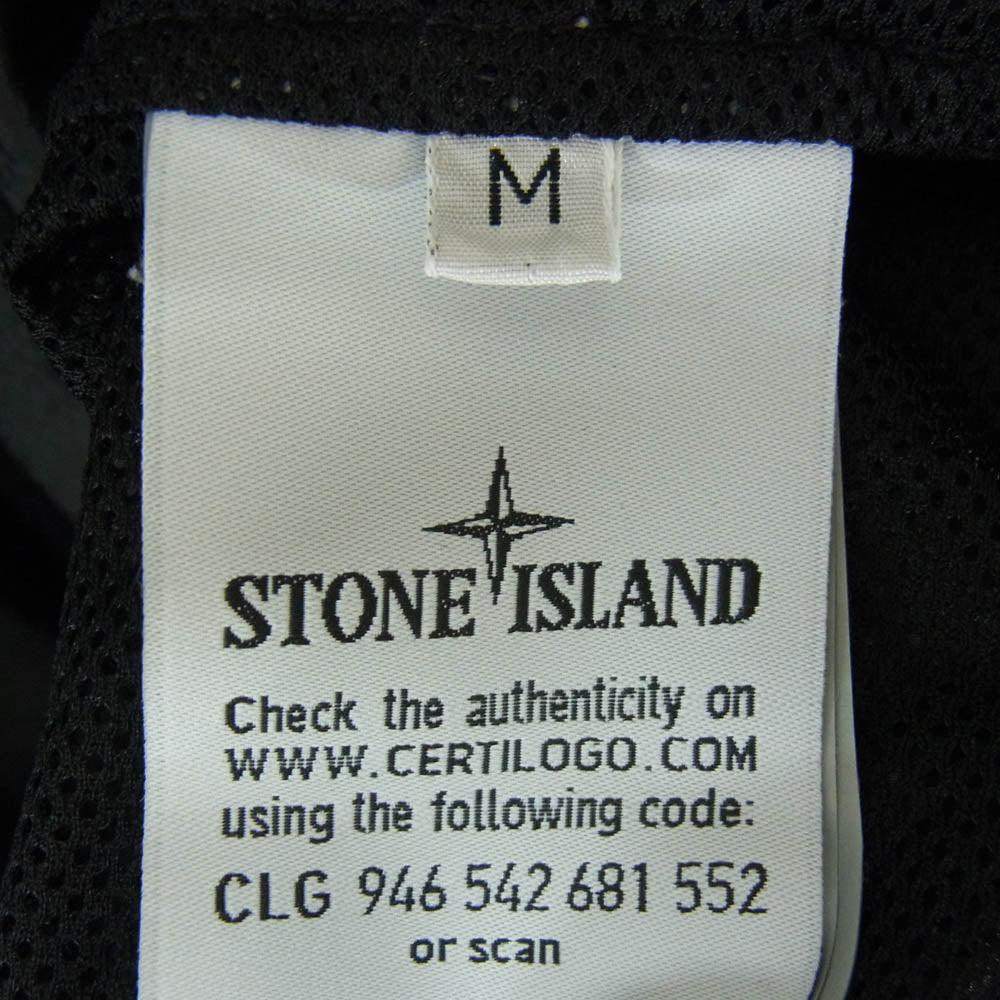 M
STONE ISLAND
Check the authenticity on
WWW.CERTILOGO.COM
using the following code:
CLG 946 542 681 552
or scan